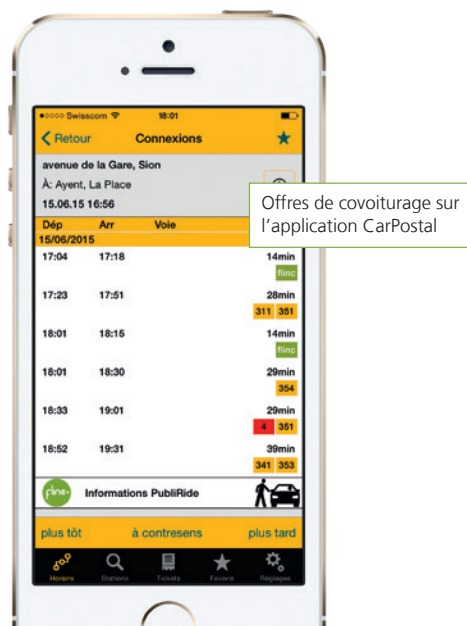 Swisscom 18:01
Retour Connexions
avenue de la Gare, Sion
À: Ayent, La Place
15.06.15 16:56
Offres de covoiturage sur
l'application CarPostal
Dép Arr Voie
15/06/2015
17:04 17:18 14min
flinc
17:23 17:51 28min
311 351
18:01 18:15 14min
flinc
18:01 18:30 29min
354
18:33 19:01 29min
4 351
18:52 19:31 39min
341 353
flinc Informations PubliRide
plus tôt à contresens plus tard
Horaire Stations Tickets Favoris Réglages